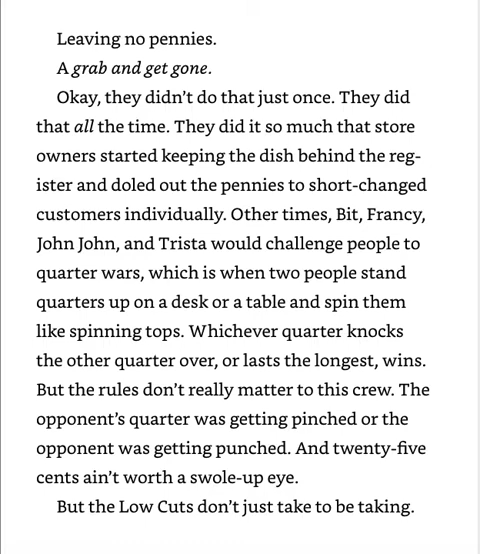 Leaving no pennies.
A grab and get gone.
Okay, they didn’t do that just once. They did
that all the time. They did it so much that store
owners started keeping the dish behind the reg-
ister and doled out the pennies to short-changed
customers individually. Other times, Bit, Francy,
John John, and Trista would challenge people to
quarter wars, which is when two people stand
quarters up on a desk or a table and spin them
like spinning tops. Whichever quarter knocks
the other quarter over, or lasts the longest, wins.
But the rules don’t really matter to this crew. The
opponent’s quarter was getting pinched or the
opponent was getting punched. And twenty-five
cents ain’t worth a swole-up eye.
But the Low Cuts don’t just take to be taking.